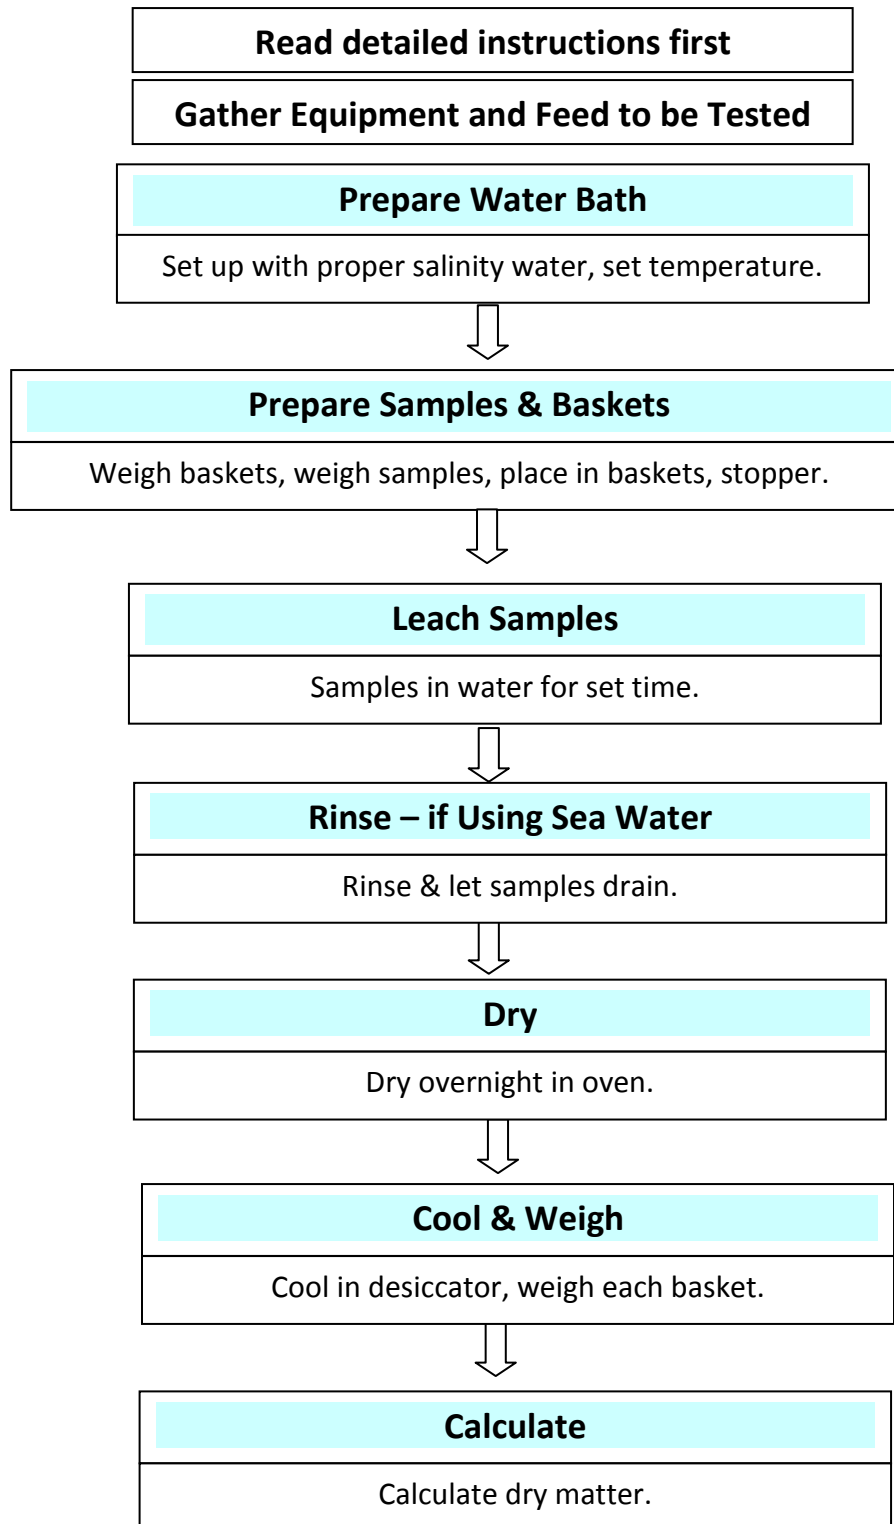 Read detailed instructions first
Gather Equipment and Feed to be Tested
Prepare Water Bath
Set up with proper salinity water, set temperature.
Prepare Samples & Baskets
Weigh baskets, weigh samples, place in baskets, stopper.
Leach Samples
Samples in water for set time.
Rinse – if Using Sea Water
Rinse & let samples drain.
Dry
Dry overnight in oven.
Cool & Weigh
Cool in desiccator, weigh each basket.
Calculate
Calculate dry matter.